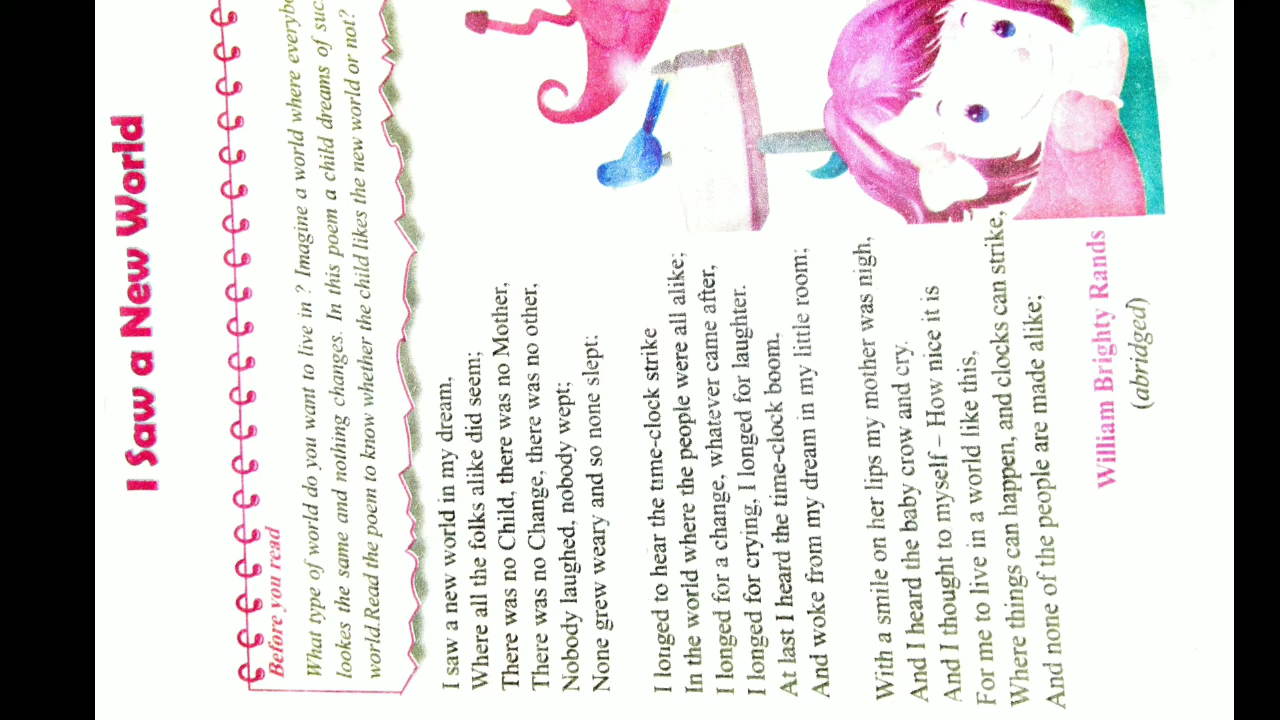 I Saw a New World
Before you read
What type of world do you want to live in ? Imagine a world where
lookes the same and nothing changes. In this poem a child dreams of
world.Read the poem to know whether the child likes the new world or not?
I saw a new world in my dream,
Where all the folks alike did seem;
There was no Child, there was no Mother,
There was no Change, there was no other,
Nobody laughed, nobody wept;
None grew weary and so none slept;
I longed to hear the time-clock strike
In the world where the people were all alike;
I longed for a change, whatever came after,
I longed for crying, I longed for laughter.
At last I heard the time-clock boom,
And woke from my dream in my little room;
With a smile on her lips my mother was nigh,
And I heard the baby crow and cry.
And I thought to myself – How nice it is
For me to live in a world like this,
Where things can happen, and clocks can strike,
And none of the people are made alike;
William Brighty Rands
(abridged)